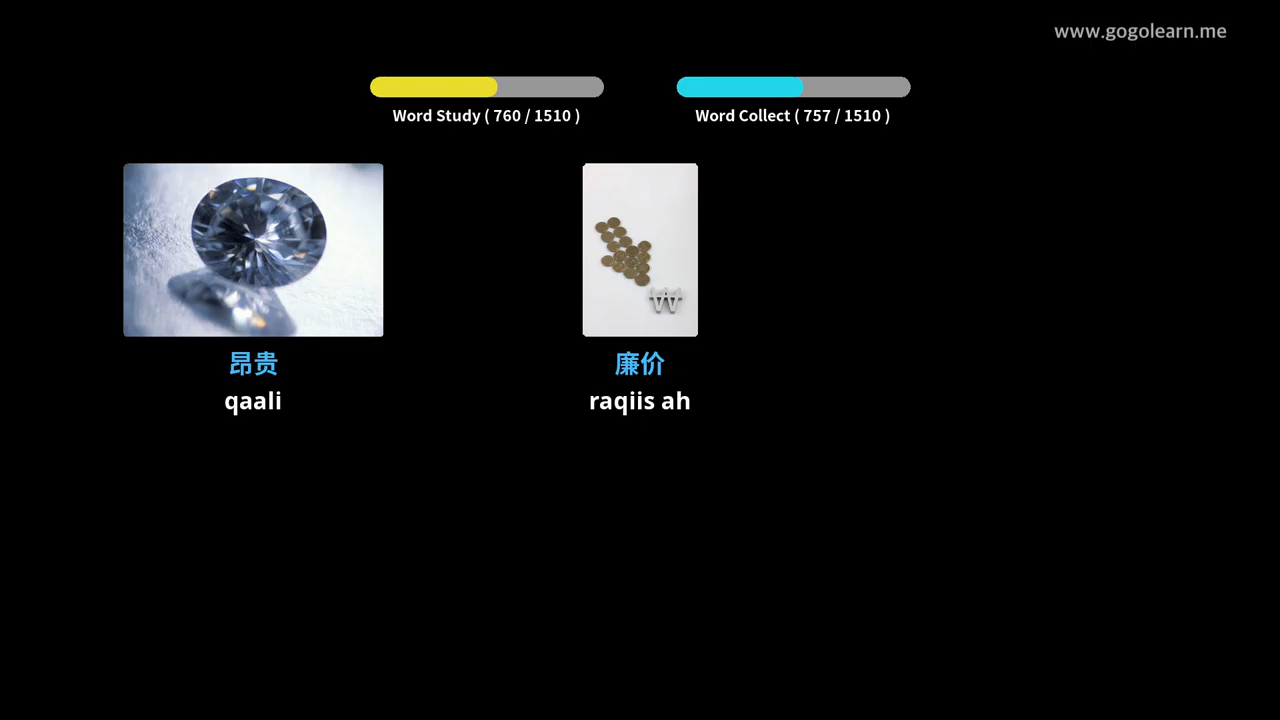 www.gogolearn.me
Word Study ( 760 / 1510 )
Word Collect ( 757 / 1510 )
昂贵
qaali
廉价
raqiis ah